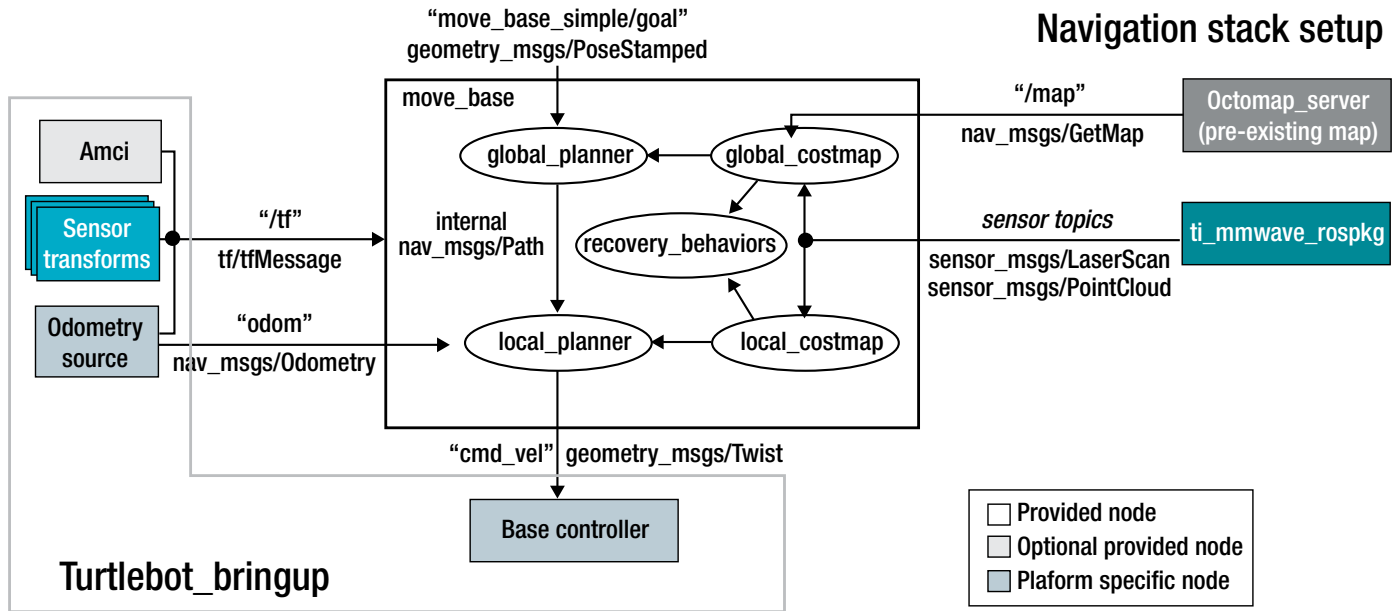 Navigation stack setup
“move_base_simple/goal”
geometry_msgs/PoseStamped
move_base
“/map”
nav_msgs/GetMap
Octomap_server
(pre-existing map)
Amci
global_planner
global_costmap
Sensor
transforms
“/tf”
tf/tfMessage
internal
nav_msgs/Path
recovery_behaviors
sensor topics
sensor_msgs/LaserScan
sensor_msgs/PointCloud
ti_mmwave_rospkg
Odometry
source
“odom”
nav_msgs/Odometry
local_planner
local_costmap
“cmd_vel” geometry_msgs/Twist
Base controller
Turtlebot_bringup
Provided node
Optional provided node
Plaform specific node